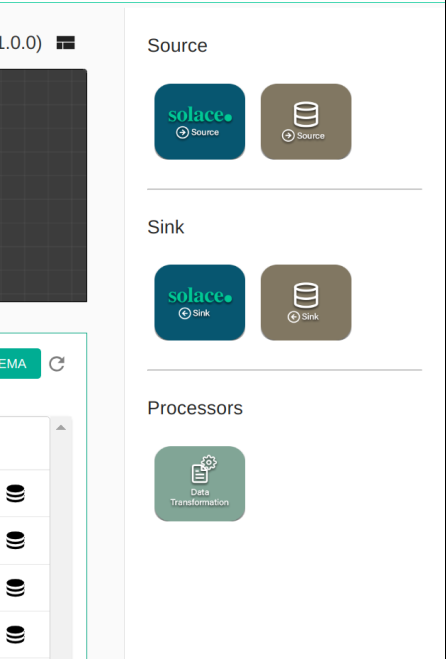 1.0.0)
Source
solace.
Source
Source
Sink
solace.
Sink
Sink
EMA
Processors
Data
Transformation